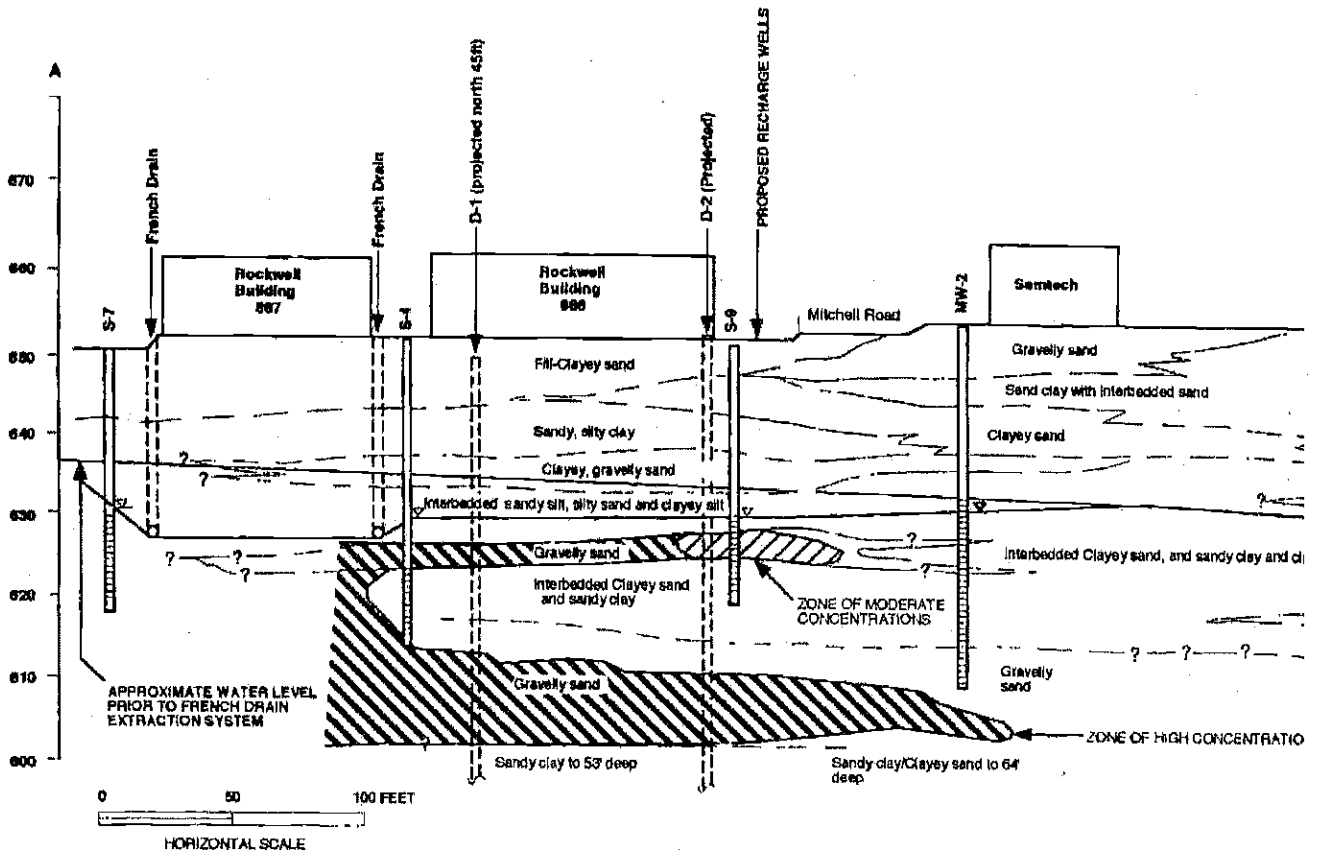 A
French Drain
French Drain
D-1 (projected north 45ft)
D-2 (Projected)
PROPOSED RECHARGE WELLS
670
660
650
640
630
620
610
600
S-7
Rockwell
Building
S-4
Rockwell
Building
S-9
Mitchell Road
MW-2
Semtech
Fill-Clayey sand
Gravelly sand
Sand clay with interbedded sand
Sandy, silty clay
Clayey sand
?
?
Clayey, gravelly sand
Interbedded sandy silt, silty sand and clayey silt
?
?
?
?
Gravelly sand
?
?
Interbedded Clayey sand, and sandy clay and cl
Interbedded Clayey sand
and sandy clay
ZONE OF MODERATE
CONCENTRATIONS
? ? ? ?
APPROXIMATE WATER LEVEL
PRIOR TO FRENCH DRAIN
EXTRACTION SYSTEM
Gravelly sand
Gravelly
sand
ZONE OF HIGH CONCENTRATIO
Sandy clay to 53' deep
Sandy clay/Clayey sand to 64'
deep
0 50 100 FEET
HORIZONTAL SCALE